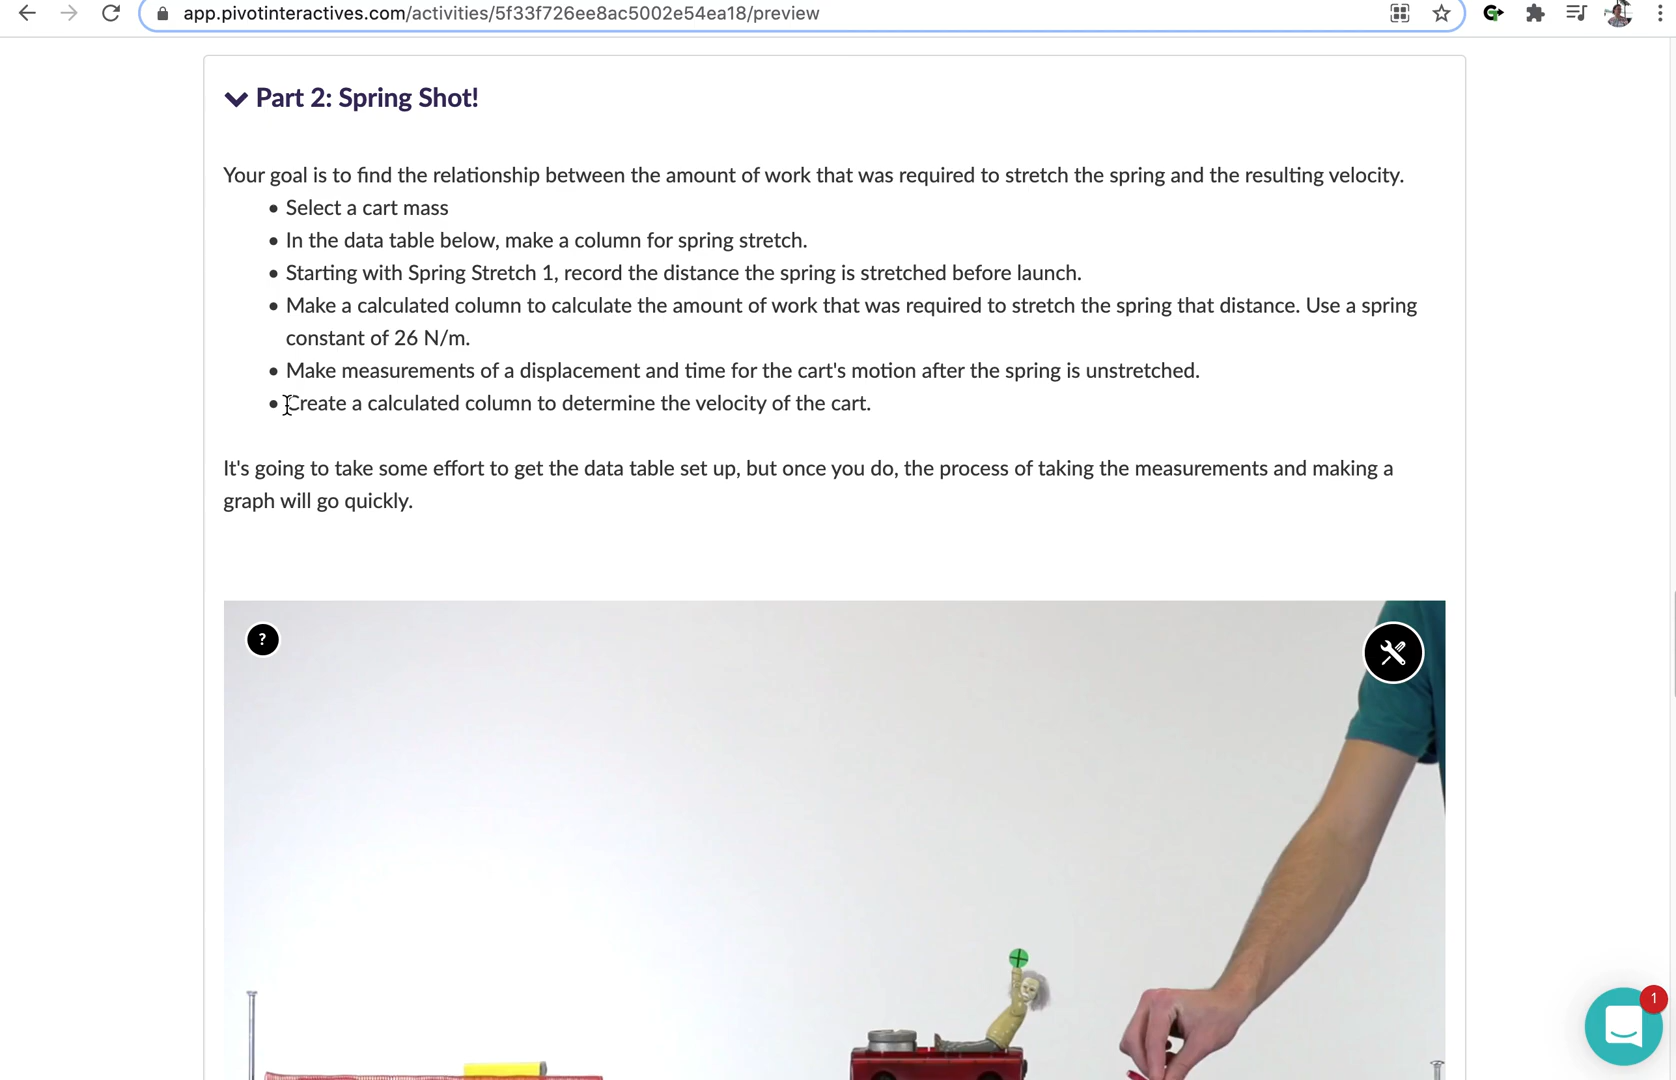 app.pivotinteractives.com/activities/5f33f726ee8ac5002e54ea18/preview
Part 2: Spring Shot!
Your goal is to find the relationship between the amount of work that was required to stretch the spring and the resulting velocity.
• Select a cart mass
• In the data table below, make a column for spring stretch.
• Starting with Spring Stretch 1, record the distance the spring is stretched before launch.
• Make a calculated column to calculate the amount of work that was required to stretch the spring that distance. Use a spring
constant of 26 N/m.
• Make measurements of a displacement and time for the cart's motion after the spring is unstretched.
• Create a calculated column to determine the velocity of the cart.
It's going to take some effort to get the data table set up, but once you do, the process of taking the measurements and making a
graph will go quickly.
?
1